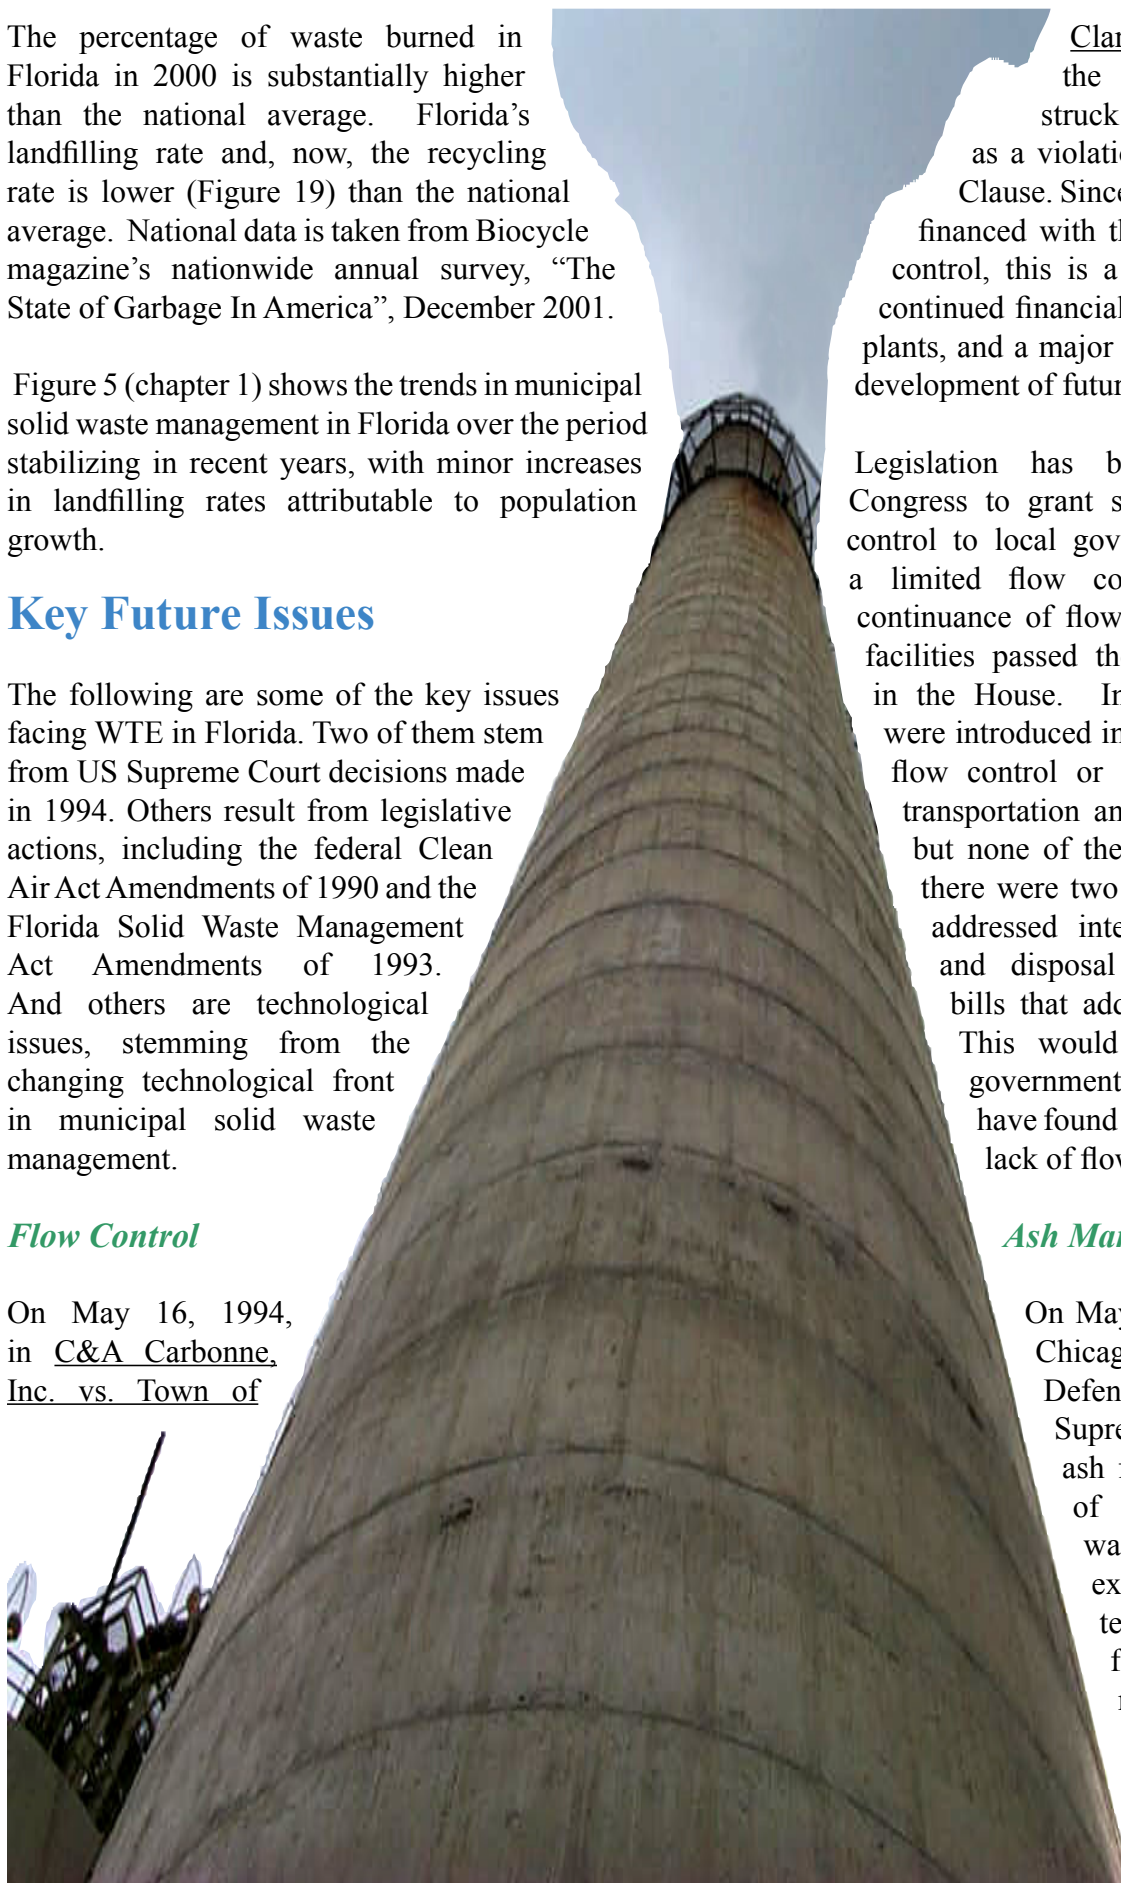 The percentage of waste burned in
Florida in 2000 is substantially higher
than the national average. Florida’s
landfilling rate and, now, the recycling
rate is lower (Figure 19) than the national
average. National data is taken from Biocycle
magazine’s nationwide annual survey, “The
State of Garbage In America”, December 2001.
Figure 5 (chapter 1) shows the trends in municipal
solid waste management in Florida over the period
stabilizing in recent years, with minor increases
in landfilling rates attributable to population
growth.
Key Future Issues
The following are some of the key issues
facing WTE in Florida. Two of them stem
from US Supreme Court decisions made
in 1994. Others result from legislative
actions, including the federal Clean
Air Act Amendments of 1990 and the
Florida Solid Waste Management
Act Amendments of 1993.
And others are technological
issues, stemming from the
changing technological front
in municipal solid waste
management.
Flow Control
On May 16, 1994,
in C&A Carbonne,
Inc. vs. Town of
the
struck
as a
Clause. Since
financed with
control, this is a
continued financial
plants, and a major
development of
Legislation has
Congress to grant
control to local
a limited flow
continuance of flow
facilities passed
in the House.
were introduced
flow control or
transportation
but none of
there were two
addressed
and disposal
bills that
This would
government
have found
lack of
Ash
On May
of